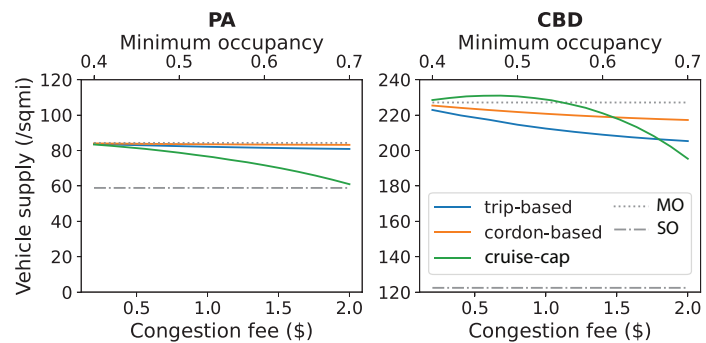 PA
Minimum occupancy
0.4 0.5 0.6 0.7
120
100
80
60
40
20
0
Vehicle supply (/sqmi)
0.5 1.0 1.5 2.0
Congestion fee ($)
CBD
Minimum occupancy
0.4 0.5 0.6 0.7
240
220
200
180
160
140
120
trip-based
cordon-based
cruise-cap
MO
SO
0.5 1.0 1.5 2.0
Congestion fee ($)